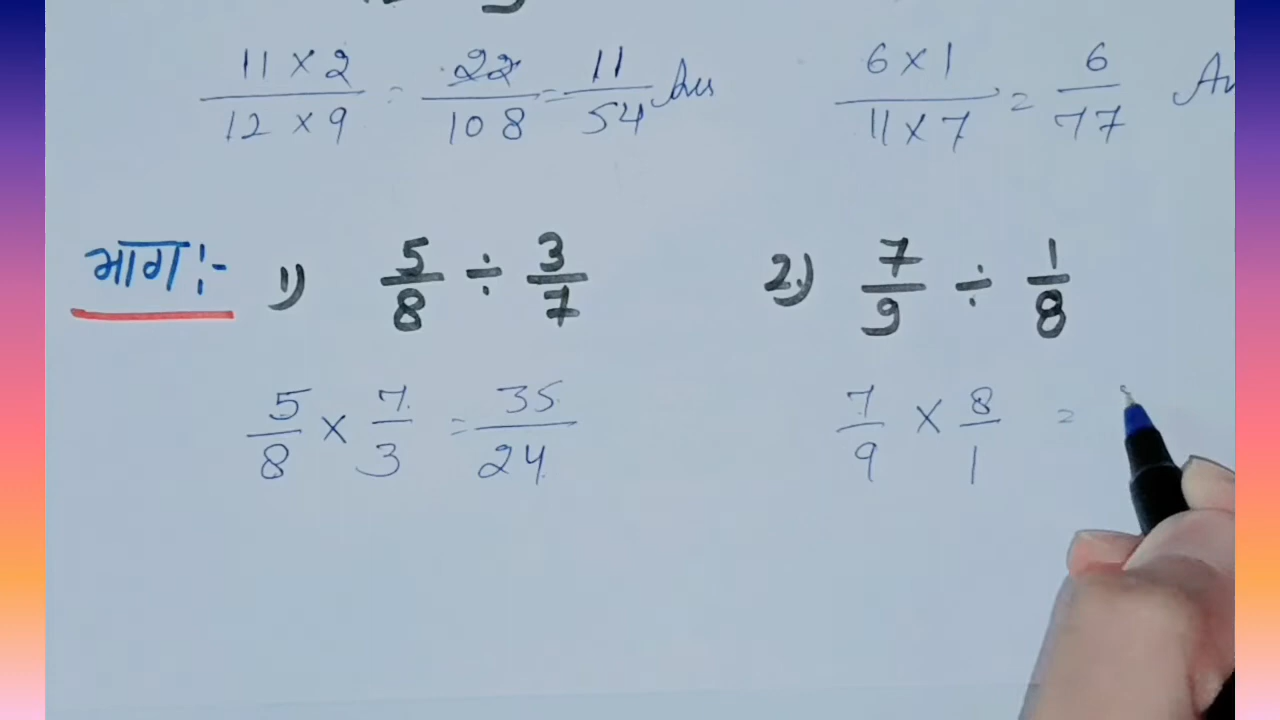 11 × 2 / 12 × 9 = 22 / 108 = 11 / 54 Ans
6 × 1 / 11 × 7 = 6 / 77
भाग :- 1) 5/8 ÷ 3/7
2.) 7/9 ÷ 1/8
5/8 × 7/3 = 35/24
7/9 × 8/1 =